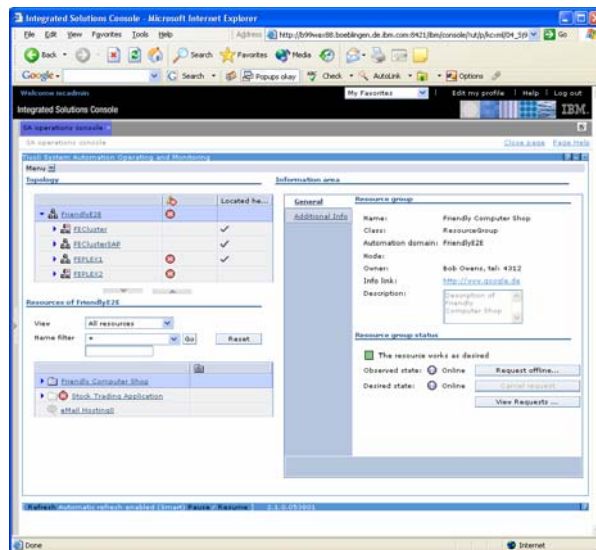 Integrated Solutions Console - Microsoft Internet Explorer
File Edit View Favorites Tools Help
Address
Go
Back
Search Favorites Media
Google
Search
Popups okay
Check
AutoLink
Options
Welcome iscadmin
My Favorites
Edit my profile
Help
Log out
Integrated Solutions Console
IBM.
SA operations console
SA operations console
Close page
Page Help
Tivoli System Automation Operating and Monitoring
Menu
Topology
Located he...
FriendlyE2E
FECluster
FEClusterSAP
FEPLEX1
FEPLEX2
Resources of FriendlyE2E
View
All resources
Name filter
*
Go
Reset
Friendly Computer Shop
Stock Trading Application
eMail Hosting
Information area
General
Additional Info
Resource group
Name: Friendly Computer Shop
Class: ResourceGroup
Automation domain: FriendlyE2E
Node:
Owner: Bob Owens, tel: 4312
Info link: http://www.google.de
Description: Description of
Friendly
Computer Shop
Resource group status
The resource works as desired
Observed state: Online
Request offline...
Desired state: Online
Cancel request
View Requests ...
Refresh Automatic refresh enabled (Smart) Pause / Resume
Done
Internet